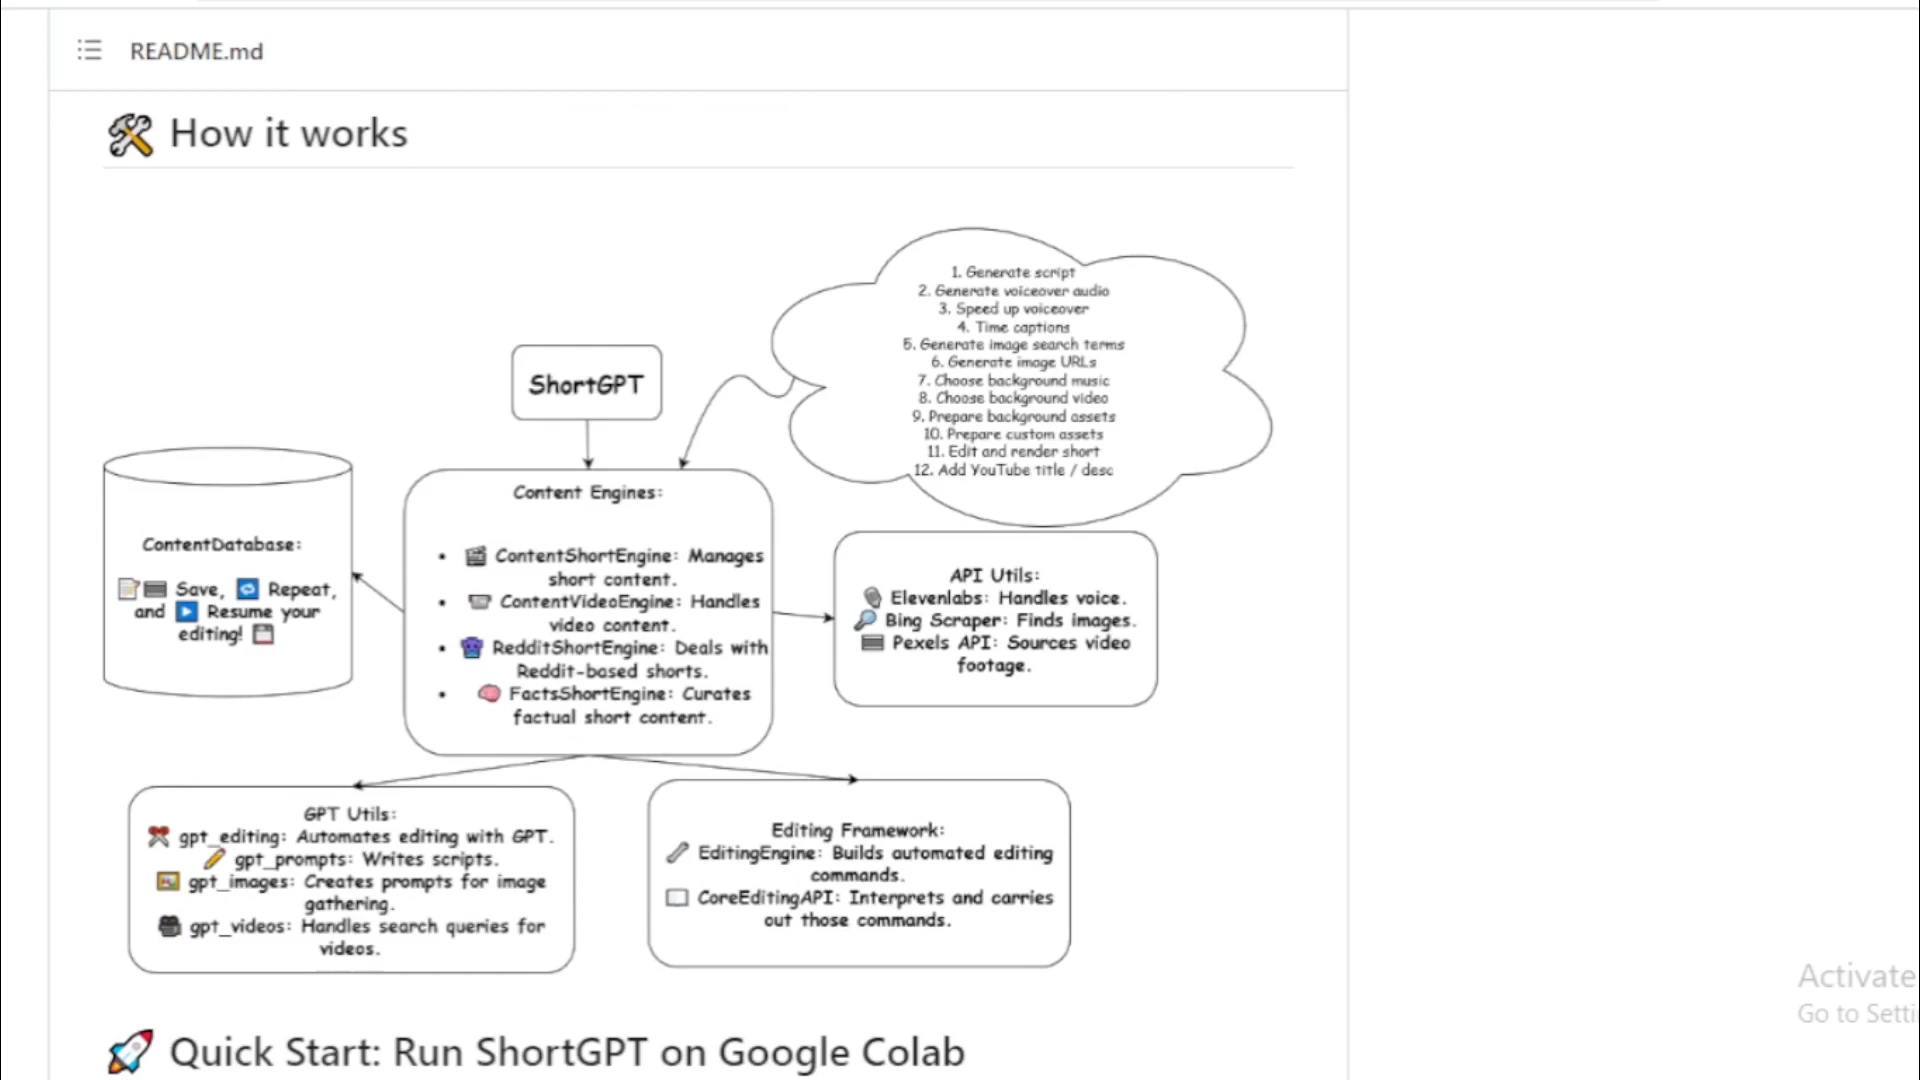 README.md
How it works
1. Generate script
2. Generate voiceover audio
3. Speed up voiceover
4. Time captions
5. Generate image search terms
6. Generate image URLs
7. Choose background music
8. Choose background video
9. Prepare background assets
10. Prepare custom assets
11. Edit and render short
12. Add YouTube title / desc
ShortGPT
Content Engines:
ContentShortEngine: Manages
short content.
ContentVideoEngine: Handles
video content.
RedditShortEngine: Deals with
Reddit-based shorts.
FactsShortEngine: Curates
factual short content.
ContentDatabase:
Save, Repeat,
and Resume your
editing!
API Utils:
Elevenlabs: Handles voice.
Bing Scraper: Finds images.
Pexels API: Sources video
footage.
GPT Utils:
gpt_editing: Automates editing with GPT.
gpt_prompts: Writes scripts.
gpt_images: Creates prompts for image
gathering.
gpt_videos: Handles search queries for
videos.
Editing Framework:
EditingEngine: Builds automated editing
commands.
CoreEditingAPI: Interprets and carries
out those commands.
Activate
Go to Setti
Quick Start: Run ShortGPT on Google Colab